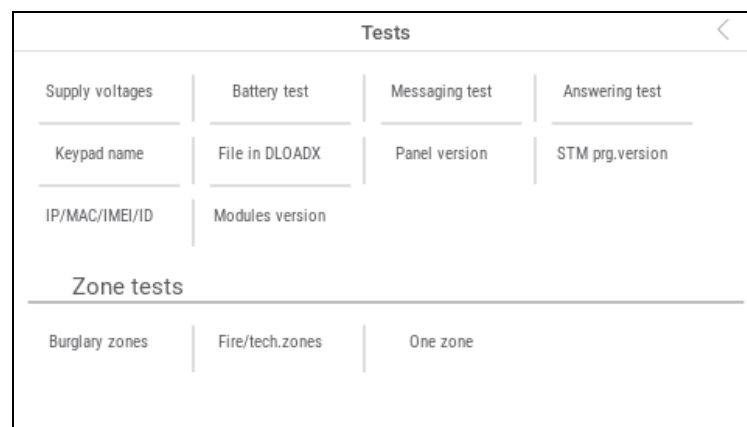 Tests
Supply voltages Battery test Messaging test Answering test
Keypad name File in DLOADX Panel version STM prg.version
IP/MAC/IMEI/ID Modules version
Zone tests
Burglary zones Fire/tech.zones One zone